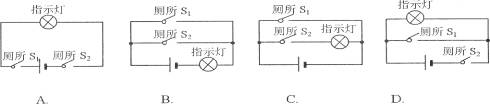 指示灯
厕所 S₁
厕所 S₂
A.
厕所 S₁
厕所 S₂
指示灯
B.
厕所 S₁
厕所 S₂
指示灯
C.
指示灯
厕所 S₁
厕所 S₂
D.